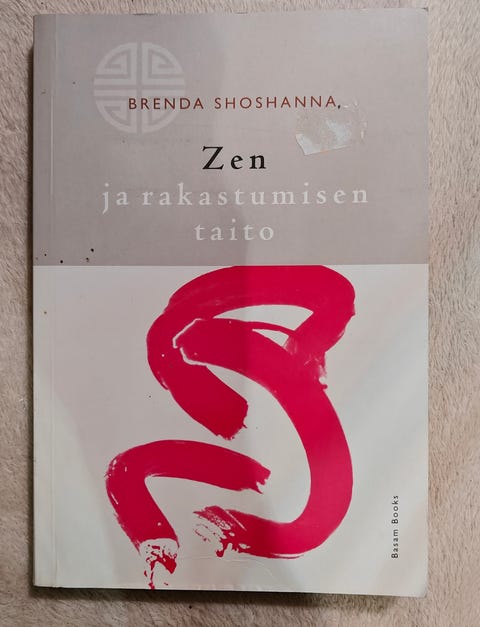 BRENDA SHOSHANNA
Zen
ja rakastumisen
taito
Basam Books